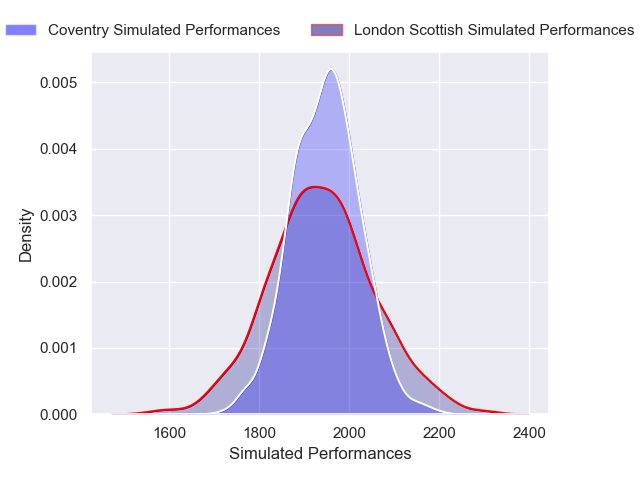 Coventry Simulated Performances
London Scottish Simulated Performances
0.005
0.004
0.003
0.002
0.001
0.000
Density
1600 1800 2000 2200 2400
Simulated Performances